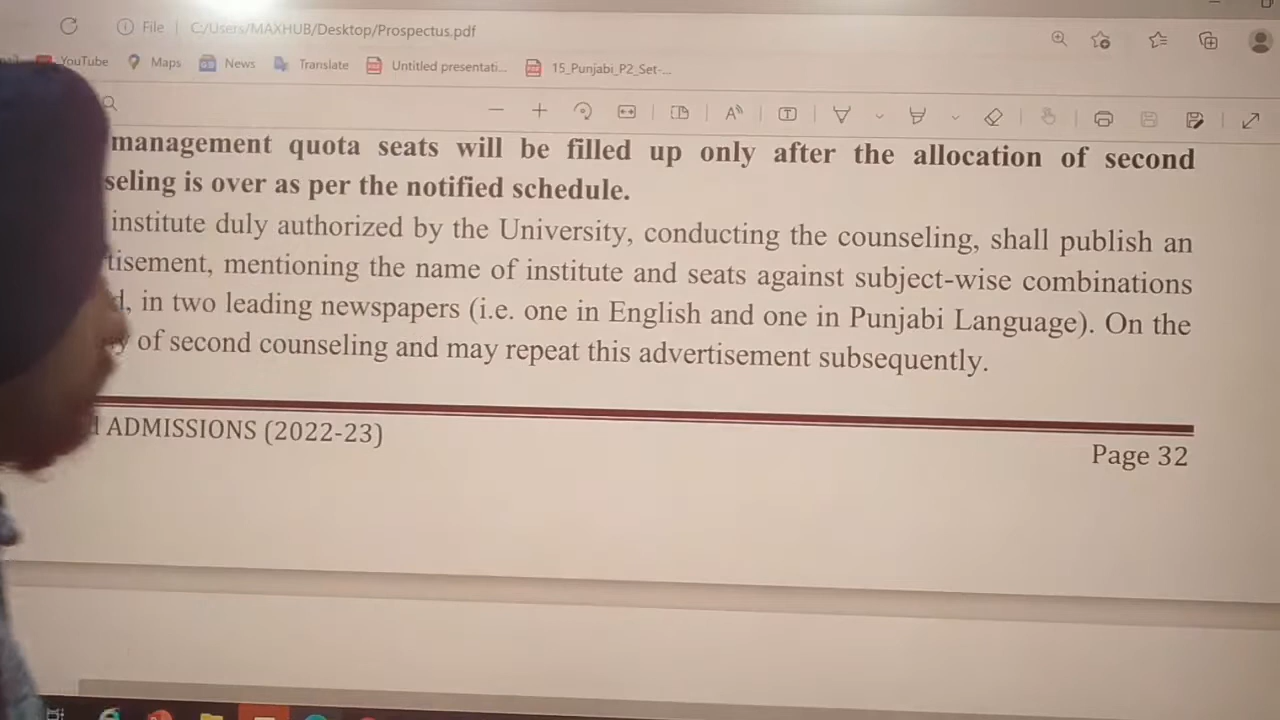 File | C:/Users/MAXHUB/Desktop/Prospectus.pdf
YouTube Maps News Translate Untitled presentati... 15_Punjabi_P2_Set-...
management quota seats will be filled up only after the allocation of second
seling is over as per the notified schedule.
institute duly authorized by the University, conducting the counseling, shall publish an
tisement, mentioning the name of institute and seats against subject-wise combinations
d, in two leading newspapers (i.e. one in English and one in Punjabi Language). On the
y of second counseling and may repeat this advertisement subsequently.
ADMISSIONS (2022-23)
Page 32